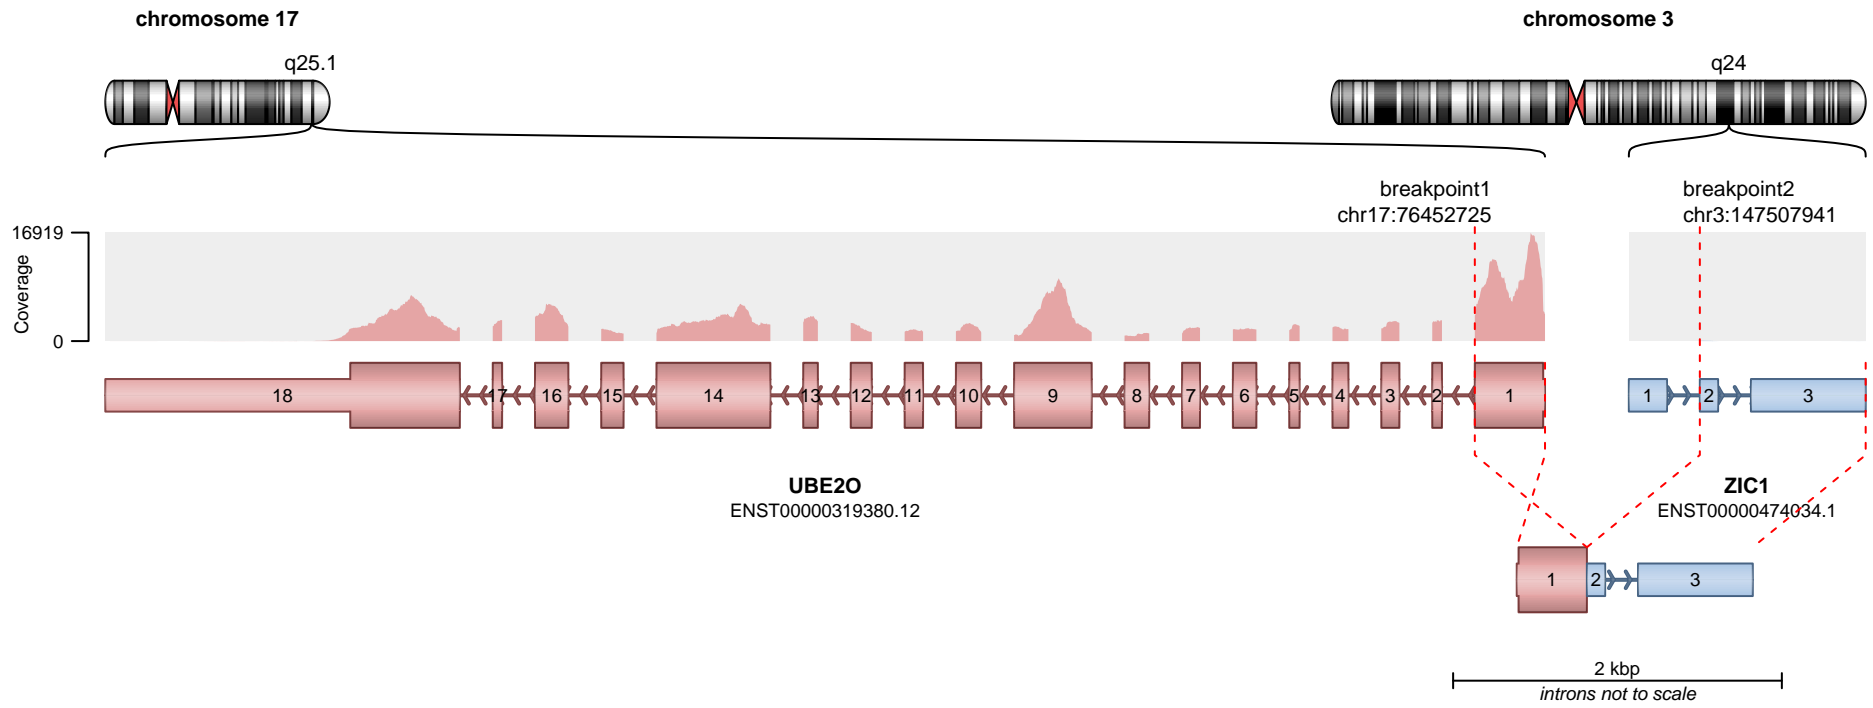 chromosome 17
chromosome 3
q25.1
q24
breakpoint1
chr17:76452725
breakpoint2
chr3:147507941
16919
Coverage
0
18 17 16 15 14 13 12 11 10 9 8 7 6 5 4 3 2 1
1 2 3
UBE2O
ENST00000319380.12
ZIC1
ENST00000474034.1
1 2 3
2 kbp
introns not to scale